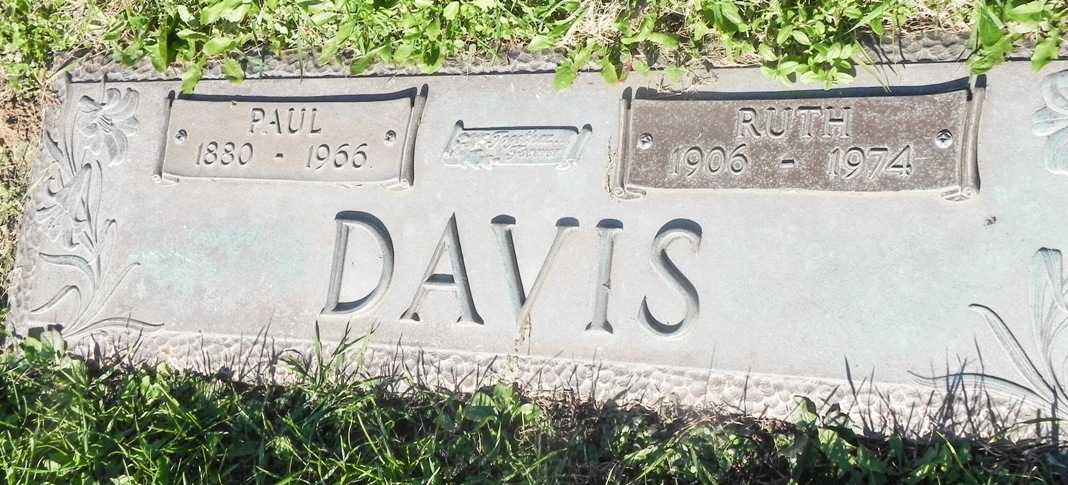 PAUL
1880 - 1966
Together
Forever
RUTH
1906 - 1974
DAVIS